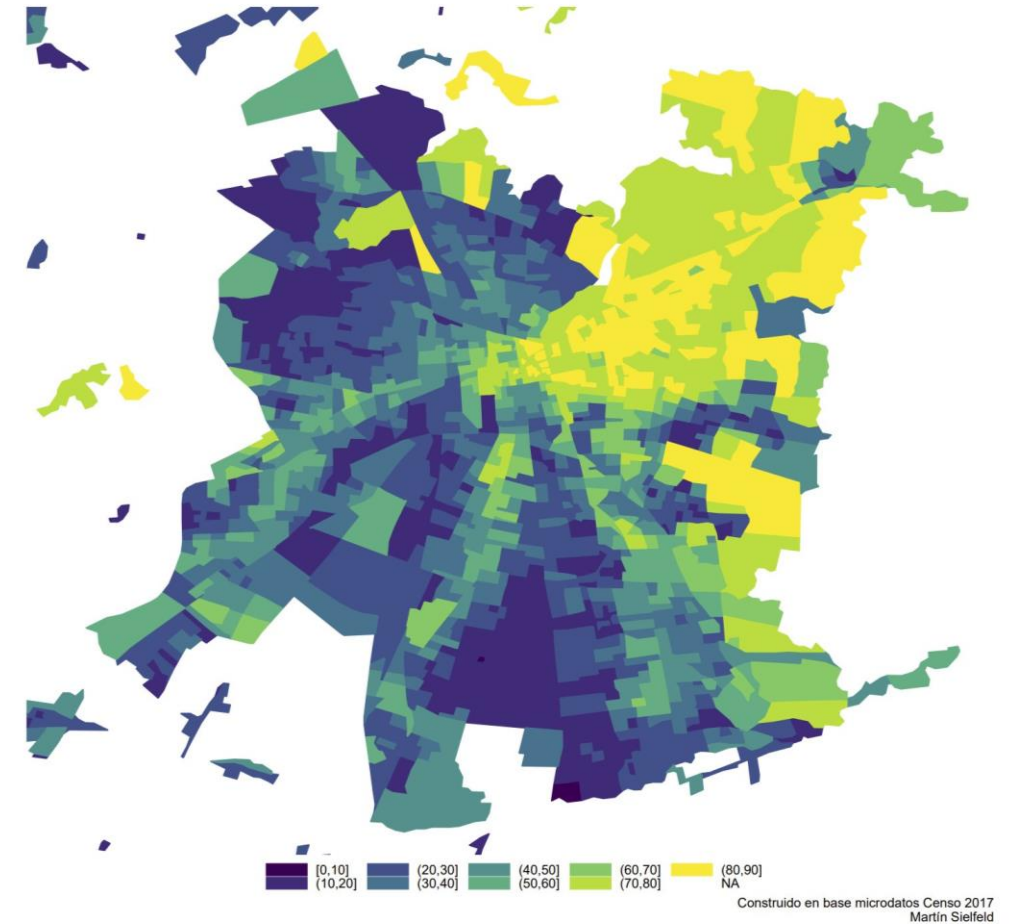 [0,10] (20,30] (40,50] (60,70] (80,90]
(10,20] (30,40] (50,60] (70,80] NA
Construido en base microdatos Censo 2017
Martín Sielfeld